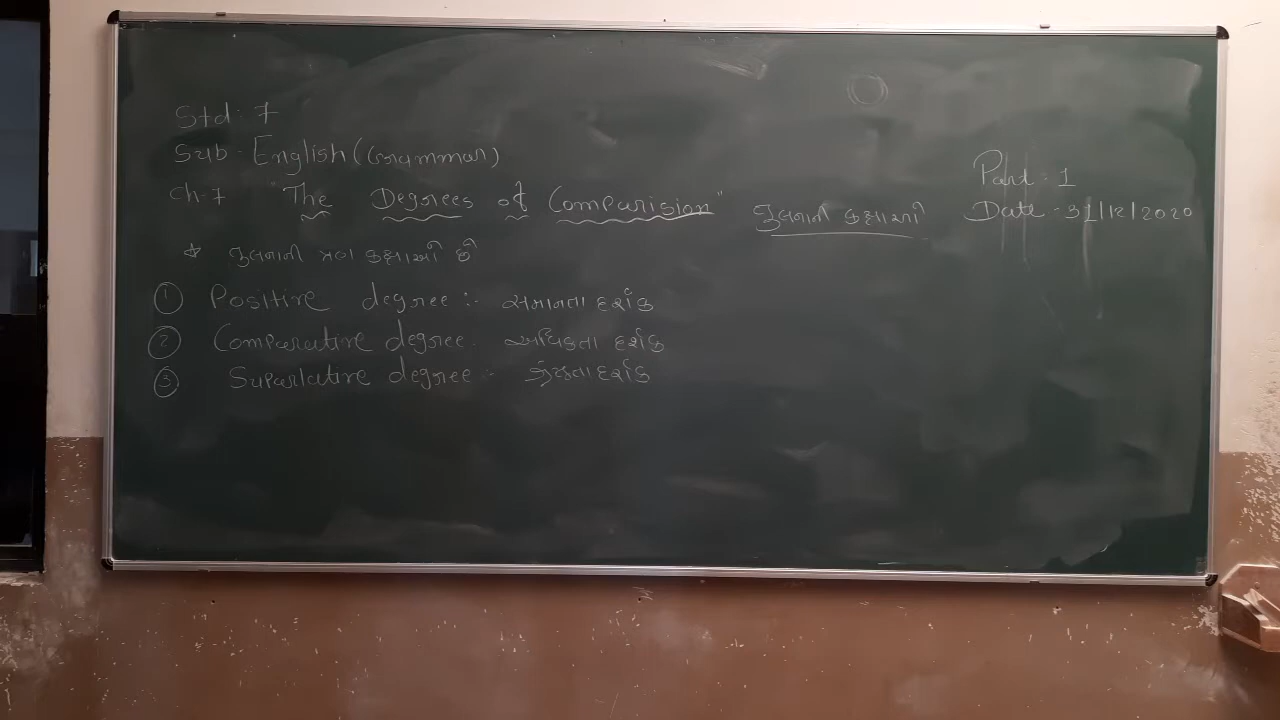 Std : 7
Sub - English (Grammar)
Part : 1
Ch-7 "The Degrees of Comparision" તુલનાની કક્ષાઓ
Date - 31/12/2020
☆ તુલનાની ત્રણ કક્ષાઓ છે
① Positive degree :- સમાનતા દર્શક
② Comparative degree. અધિકતા દર્શક
③ Suparlative degree :- શ્રેષ્ઠતા દર્શક